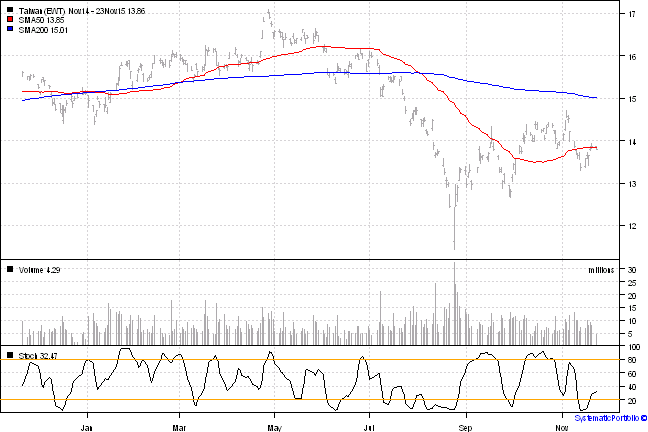 Taiwan (EWT) Nov14 - 23Nov15 13.86
SMA50 13.85
SMA200 15.01
17
16
15
14
13
12
Volume 4.29
millions
30
25
20
15
10
5
Stoch 32.47
100
80
60
40
20
Jan Mar May Jul Sep Nov
SystematicPortfolio ©